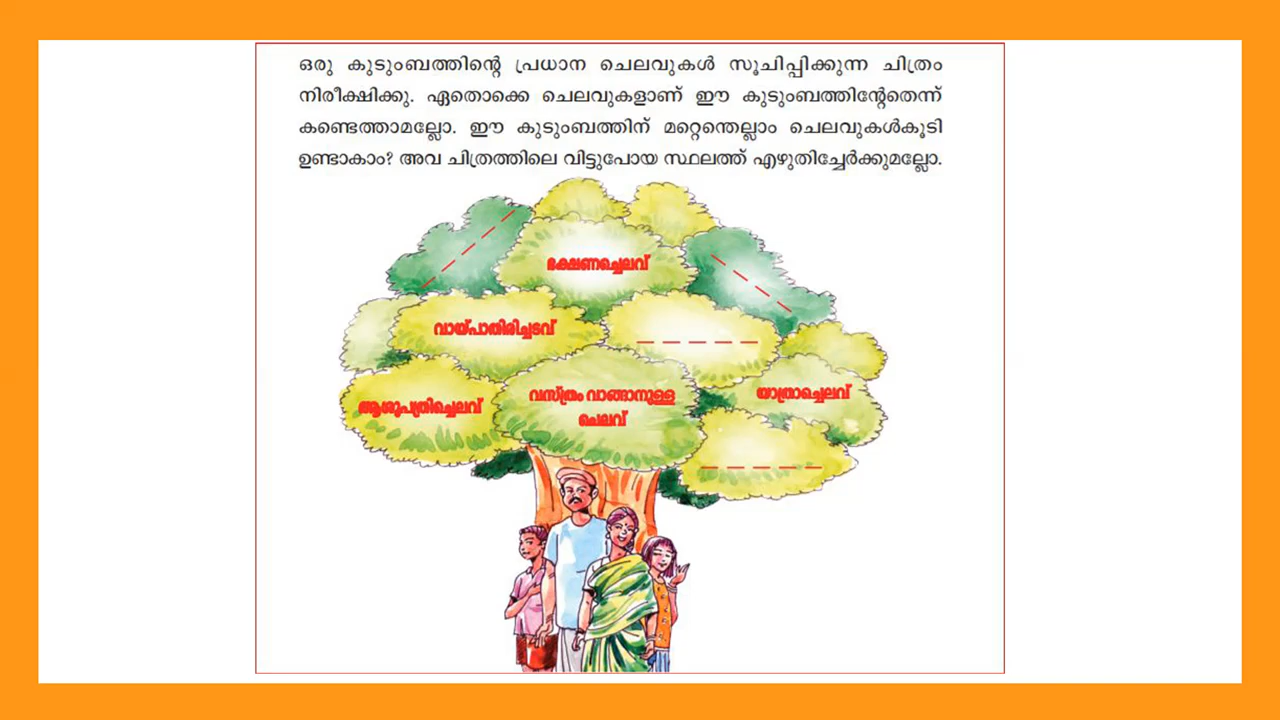 ഒരു കുടുംബത്തിന്റെ പ്രധാന ചെലവുകൾ സൂചിപ്പിക്കുന്ന ചിത്രം
നിരീക്ഷിക്കൂ. ഏതൊക്കെ ചെലവുകളാണ് ഈ കുടുംബത്തിന്റേതെന്ന്
കണ്ടെത്താമല്ലോ. ഈ കുടുംബത്തിന് മറ്റെന്തെല്ലാം ചെലവുകൾകൂടി
ഉണ്ടാകാം? അവ ചിത്രത്തിലെ വിട്ടുപോയ സ്ഥലത്ത് എഴുതിച്ചേർക്കുമല്ലോ.
ഭക്ഷണച്ചെലവ്
വായ്പാതിരിച്ചടവ്
ആശുപത്രിച്ചെലവ്
വസ്ത്രം വാങ്ങാനുള്ള
ചെലവ്
യാത്രാച്ചെലവ്